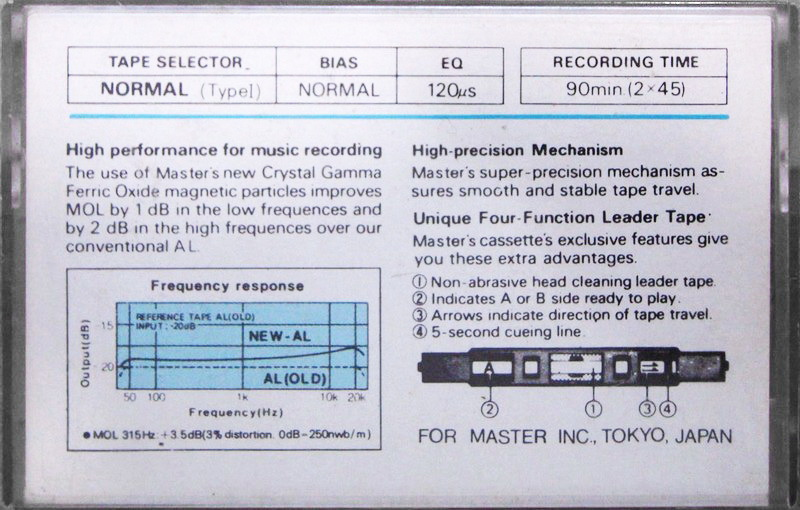 TAPE SELECTOR BIAS EQ
NORMAL (TypeI) NORMAL 120μs
RECORDING TIME
90min.(2×45)
High performance for music recording
The use of Master's new Crystal Gamma
Ferric Oxide magnetic particles improves
MOL by 1 dB in the low frequences and
by 2 dB in the high frequences over our
conventional AL.
Frequency response
REFERENCE TAPE AL(OLD)
INPUT : -20dB
NEW-AL
AL(OLD)
Output(dB)
-15
-20
50 100 1k 10k 20k
Frequency(Hz)
●MOL 315Hz: +3.5dB(3% distortion. 0dB-250nwb/m)
High-precision Mechanism
Master's super-precision mechanism as-
sures smooth and stable tape travel.
Unique Four-Function Leader Tape
Master's cassette's exclusive features give
you these extra advantages.
① Non-abrasive head cleaning leader tape.
② Indicates A or B side ready to play.
③ Arrows indicate direction of tape travel.
④ 5-second cueing line.
A
② ① ③ ④
FOR MASTER INC., TOKYO, JAPAN